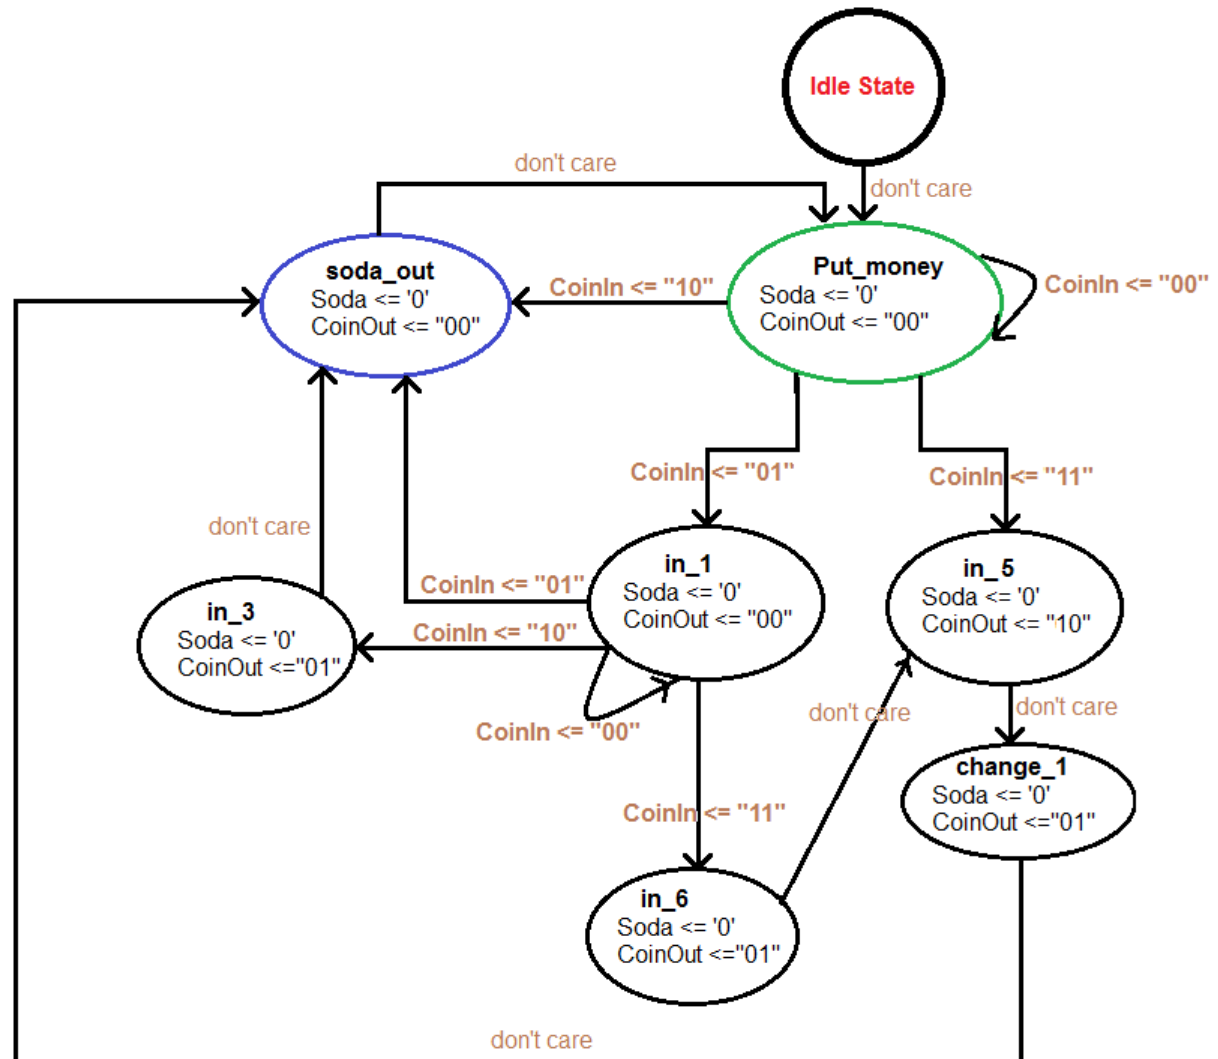 Idle State
don't care
don't care
soda_out
Soda <= '0'
CoinOut <= "00"
CoinIn <= "10"
Put_money
Soda <= '0'
CoinOut <= "00"
CoinIn <= "00"
CoinIn <= "01"
CoinIn <= "11"
don't care
in_3
Soda <= '0'
CoinOut <="01"
CoinIn <= "01"
CoinIn <= "10"
in_1
Soda <= '0'
CoinOut <= "00"
in_5
Soda <= '0'
CoinOut <= "10"
CoinIn <= "00"
don't care
don't care
change_1
Soda <= '0'
CoinOut <="01"
CoinIn <= "11"
in_6
Soda <= '0'
CoinOut <="01"
don't care